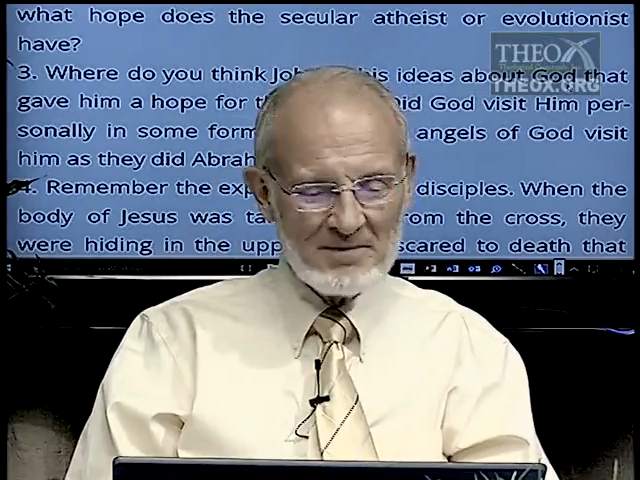 what hope does the secular atheist or evolutionist
have?
THEOX
3. Where do you think Job his ideas about God that
THEOX.ORG
gave him a hope for God visit Him per-
sonally in some form angels of God visit
him as they did Abrah
4. Remember the disciples. When the
body of Jesus was from the cross, they
were hiding in the upp scared to death that